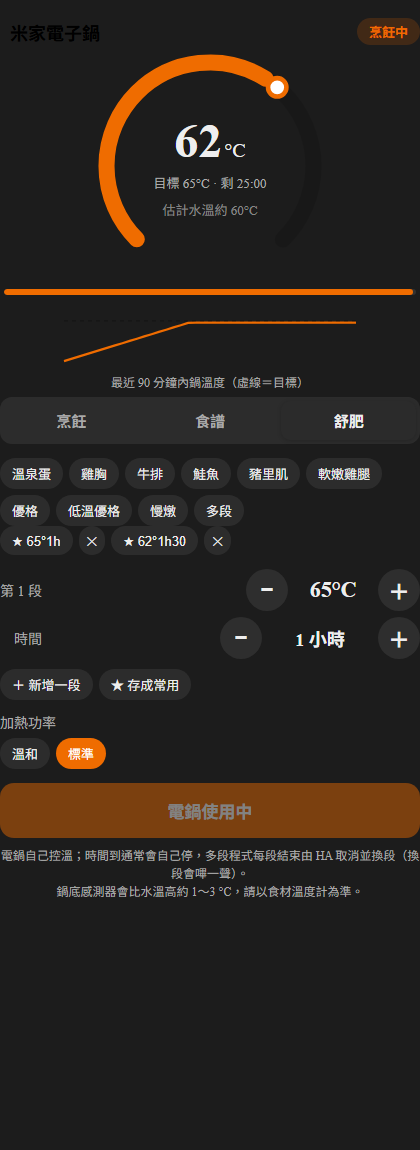 米家電子鍋
烹飪中
62°C
目標 65°C · 剩 25:00
估計水溫約 60°C
最近 90 分鐘內鍋溫度（虛線＝目標）
烹飪 食譜 舒肥
溫泉蛋 雞胸 牛排 鮭魚 豬里肌 軟嫩雞腿
優格 低溫優格 慢燉 多段
★ 65°1h ✕ ★ 62°1h30 ✕
第 1 段 − 65°C ＋
時間 − 1 小時 ＋
＋ 新增一段 ★ 存成常用
加熱功率
溫和 標準
電鍋使用中
電鍋自己控溫；時間到通常會自己停，多段程式每段結束由 HA 取消並換段（換
段會嗶一聲）。
鍋底感測器會比水溫高約 1～3 °C，請以食材溫度計為準。